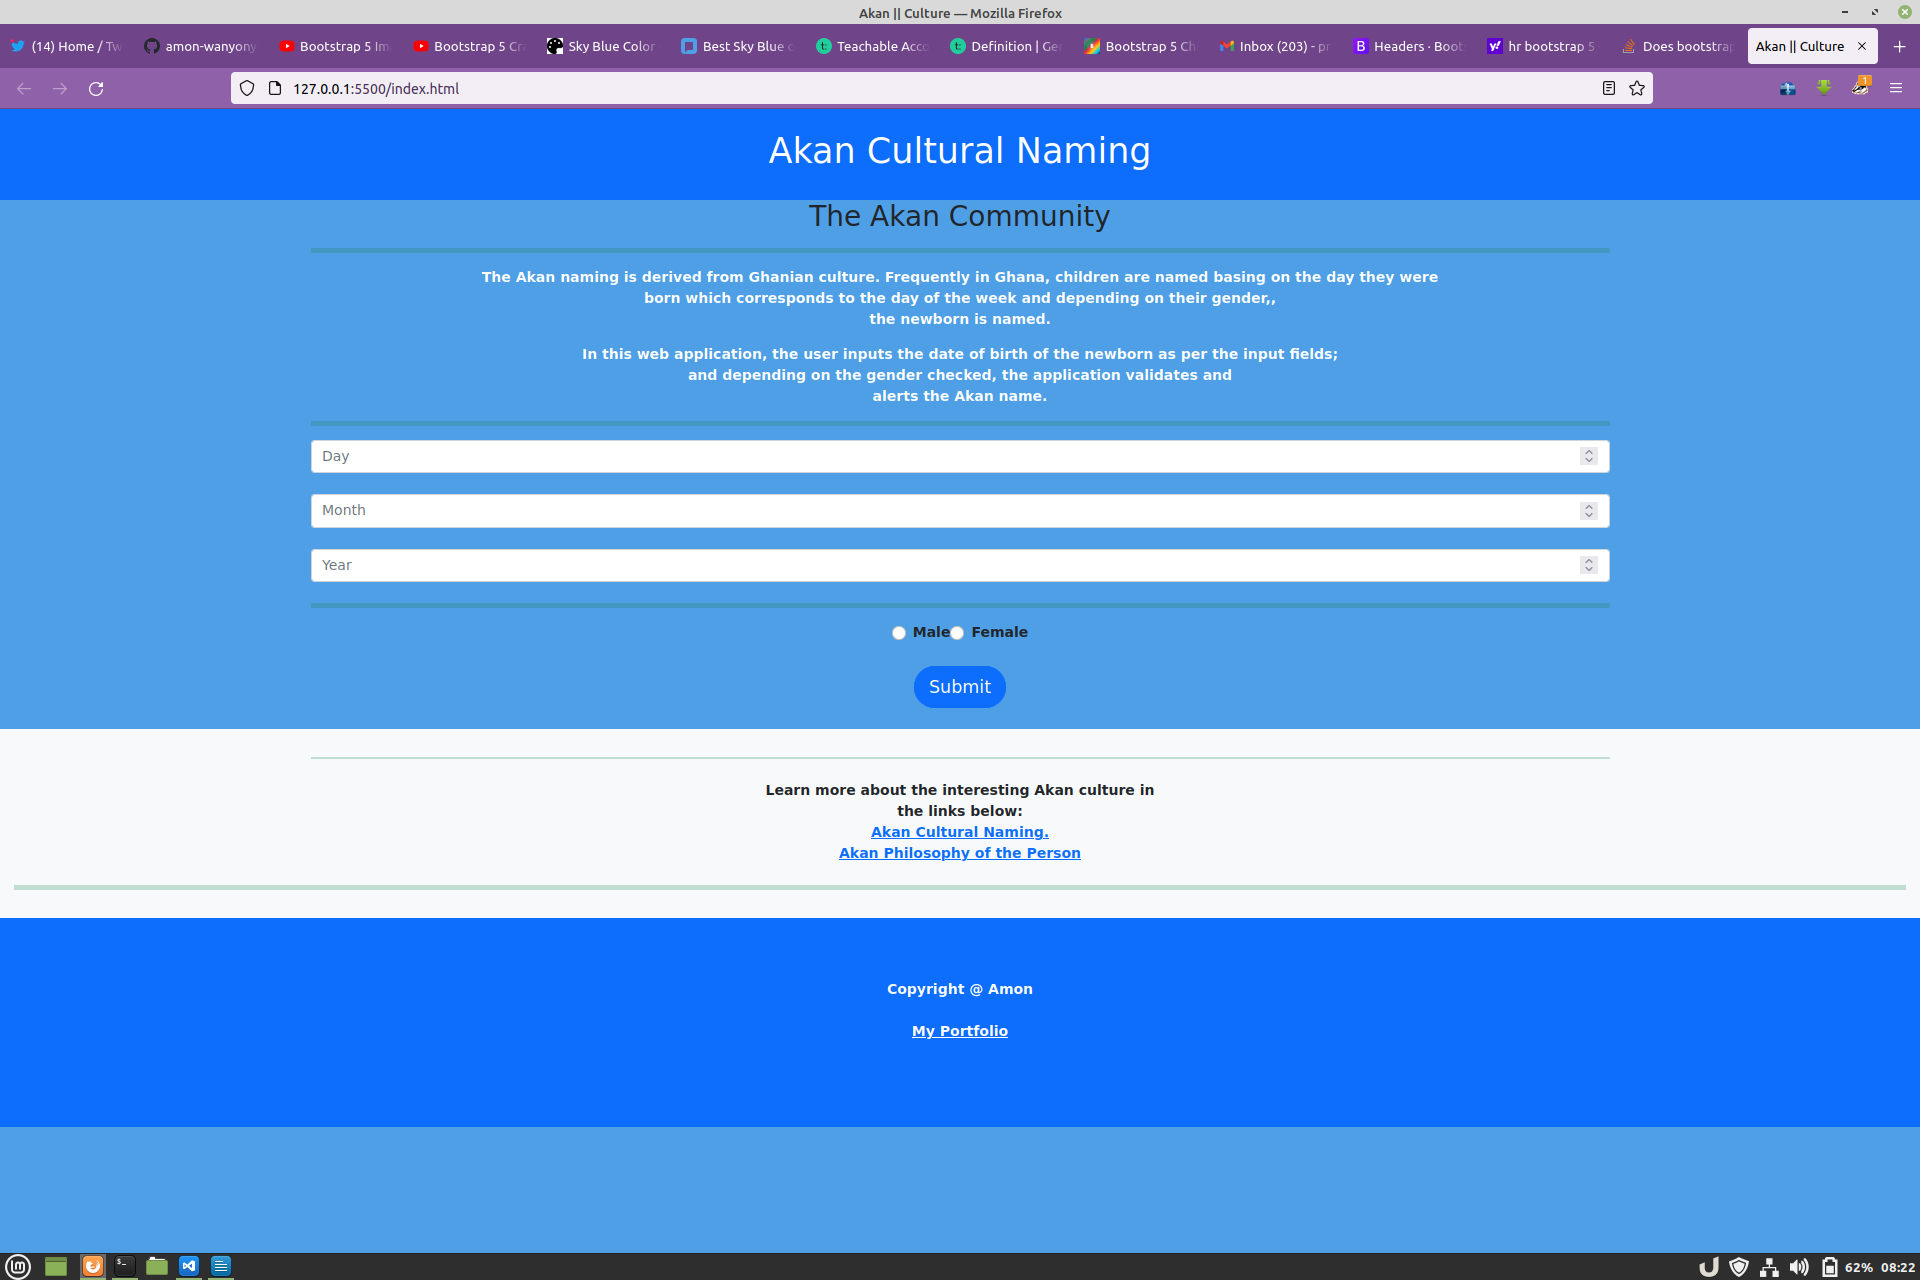 Akan || Culture — Mozilla Firefox
(14) Home / Tw
amon-wanyony
Bootstrap 5 Im
Bootstrap 5 Cr
Sky Blue Color
Best Sky Blue c
Teachable Acco
Definition | Ge
Bootstrap 5 Ch
Inbox (203) - pr
Headers · Boot
hr bootstrap 5
Does bootstrap
Akan || Culture
127.0.0.1:5500/index.html
1
Akan Cultural Naming
The Akan Community
The Akan naming is derived from Ghanian culture. Frequently in Ghana, children are named basing on the day they were
born which corresponds to the day of the week and depending on their gender,,
the newborn is named.
In this web application, the user inputs the date of birth of the newborn as per the input fields;
and depending on the gender checked, the application validates and
alerts the Akan name.
Day
Month
Year
Male Female
Submit
Learn more about the interesting Akan culture in
the links below:
Akan Cultural Naming.
Akan Philosophy of the Person
Copyright @ Amon
My Portfolio
62% 08:22